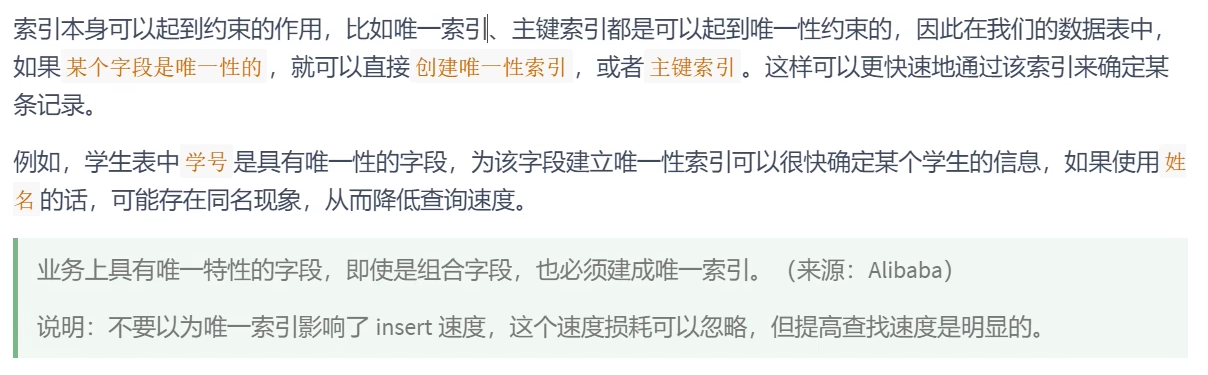 索引本身可以起到约束的作用，比如唯一索引、主键索引都是可以起到唯一性约束的，因此在我们的数据表中，
如果 某个字段是唯一性的 ，就可以直接 创建唯一性索引 ，或者 主键索引 。这样可以更快速地通过该索引来确定某
条记录。
例如，学生表中 学号 是具有唯一性的字段，为该字段建立唯一性索引可以很快确定某个学生的信息，如果使用 姓
名 的话，可能存在同名现象，从而降低查询速度。
业务上具有唯一特性的字段，即使是组合字段，也必须建成唯一索引。（来源：Alibaba）
说明：不要以为唯一索引影响了 insert 速度，这个速度损耗可以忽略，但提高查找速度是明显的。